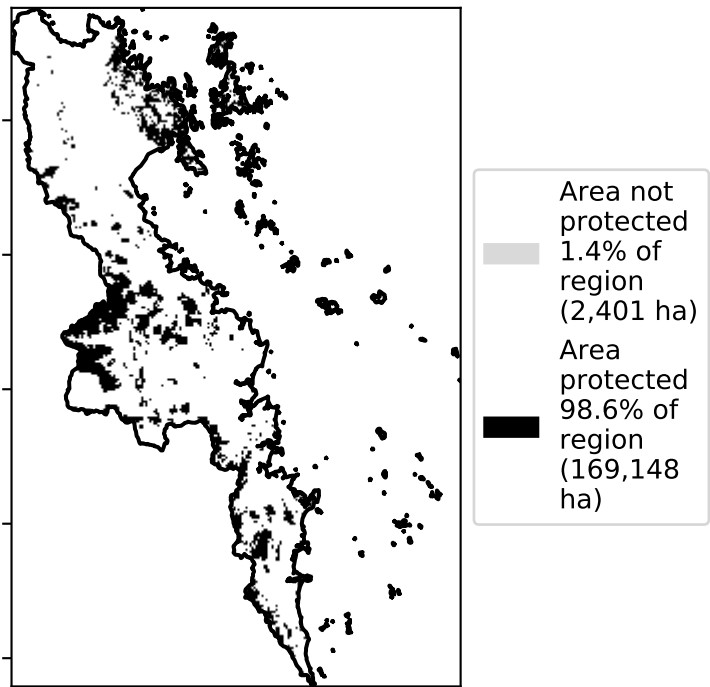 Area not
protected
1.4% of
region
(2,401 ha)
Area
protected
98.6% of
region
(169,148
ha)